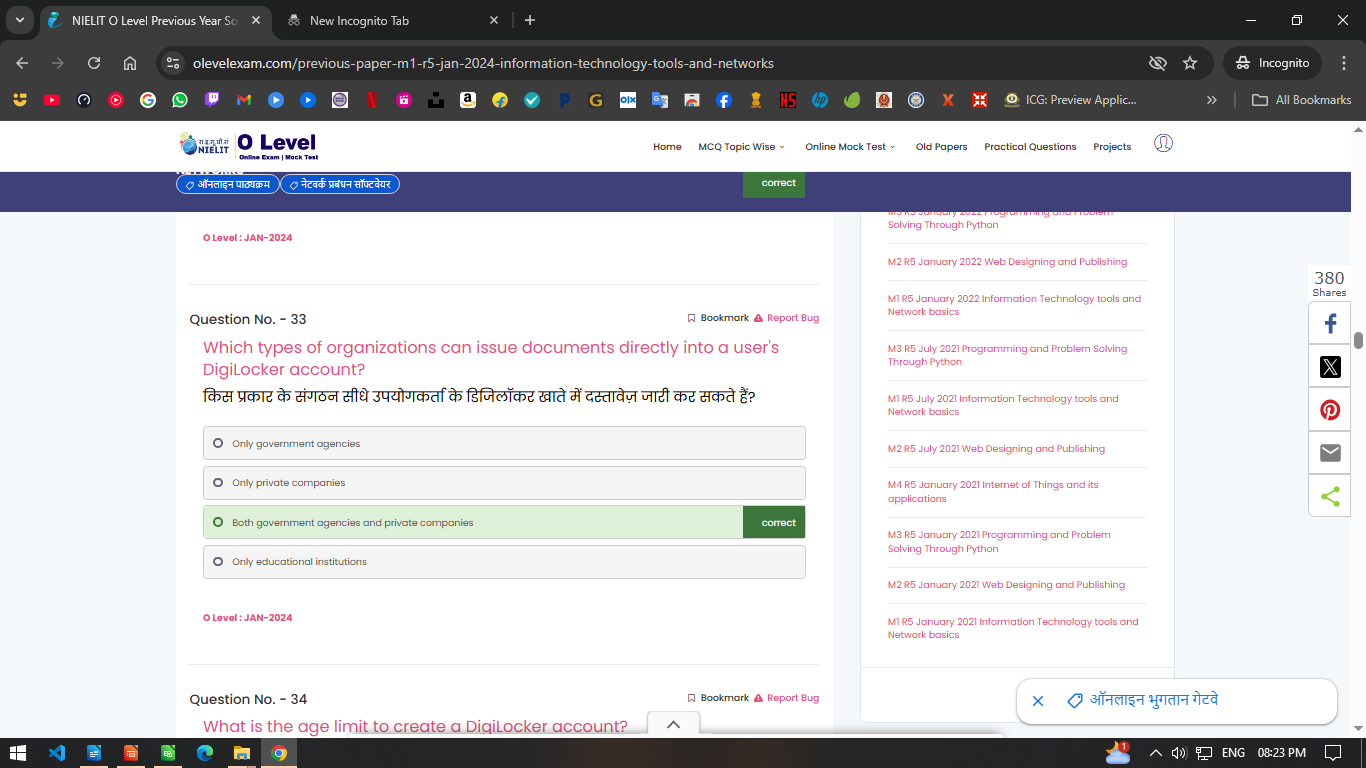 NIELIT O Level Previous Year So
New Incognito Tab
olevelexam.com/previous-paper-m1-r5-jan-2024-information-technology-tools-and-networks
Incognito
ICG: Preview Applic...
All Bookmarks
रा.इ.सू.प्रौ.सं
NIELIT
O Level
Online Exam | Mock Test
Home
MCQ Topic Wise
Online Mock Test
Old Papers
Practical Questions
Projects
ऑनलाइन पाठ्यक्रम
नेटवर्क प्रबंधन सॉफ्टवेयर
correct
O Level : JAN-2024
Question No. - 33
Bookmark
Report Bug
Which types of organizations can issue documents directly into a user's
DigiLocker account?
किस प्रकार के संगठन सीधे उपयोगकर्ता के डिजिलॉकर खाते में दस्तावेज़ जारी कर सकते हैं?
Only government agencies
Only private companies
Both government agencies and private companies
correct
Only educational institutions
O Level : JAN-2024
Question No. - 34
Bookmark
Report Bug
What is the age limit to create a DigiLocker account?
M3 R5 January 2022 Programming and Problem
Solving Through Python
M2 R5 January 2022 Web Designing and Publishing
M1 R5 January 2022 Information Technology tools and
Network basics
M3 R5 July 2021 Programming and Problem Solving
Through Python
M1 R5 July 2021 Information Technology tools and
Network basics
M2 R5 July 2021 Web Designing and Publishing
M4 R5 January 2021 Internet of Things and its
applications
M3 R5 January 2021 Programming and Problem
Solving Through Python
M2 R5 January 2021 Web Designing and Publishing
M1 R5 January 2021 Information Technology tools and
Network basics
380
Shares
ऑनलाइन भुगतान गेटवे
1
ENG
08:23 PM